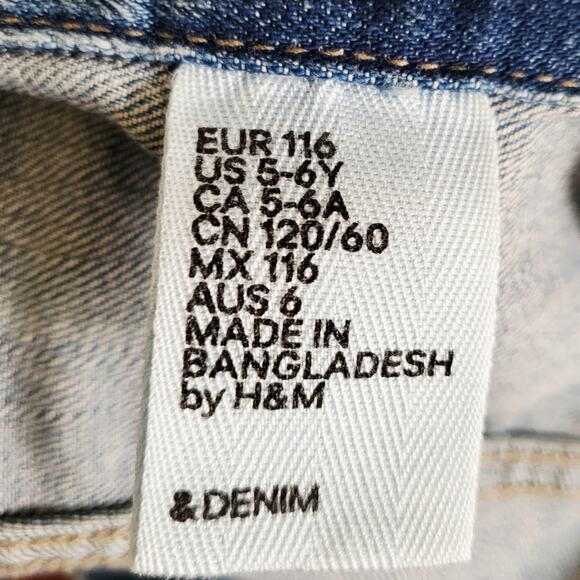 EUR 116
US 5-6Y
CA 5-6A
CN 120/60
MX 116
AUS 6
MADE IN
BANGLADESH
by H&M
&DENIM